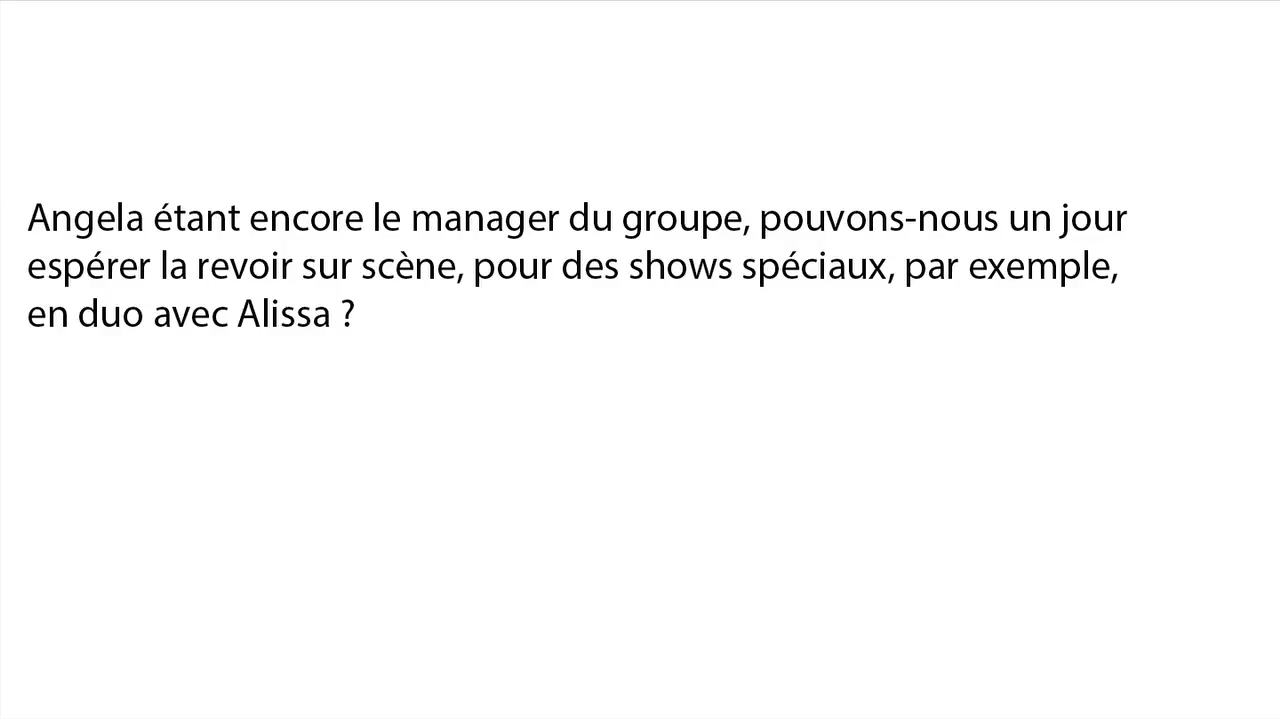 Angela étant encore le manager du groupe, pouvons-nous un jour
espérer la revoir sur scène, pour des shows spéciaux, par exemple,
en duo avec Alissa ?